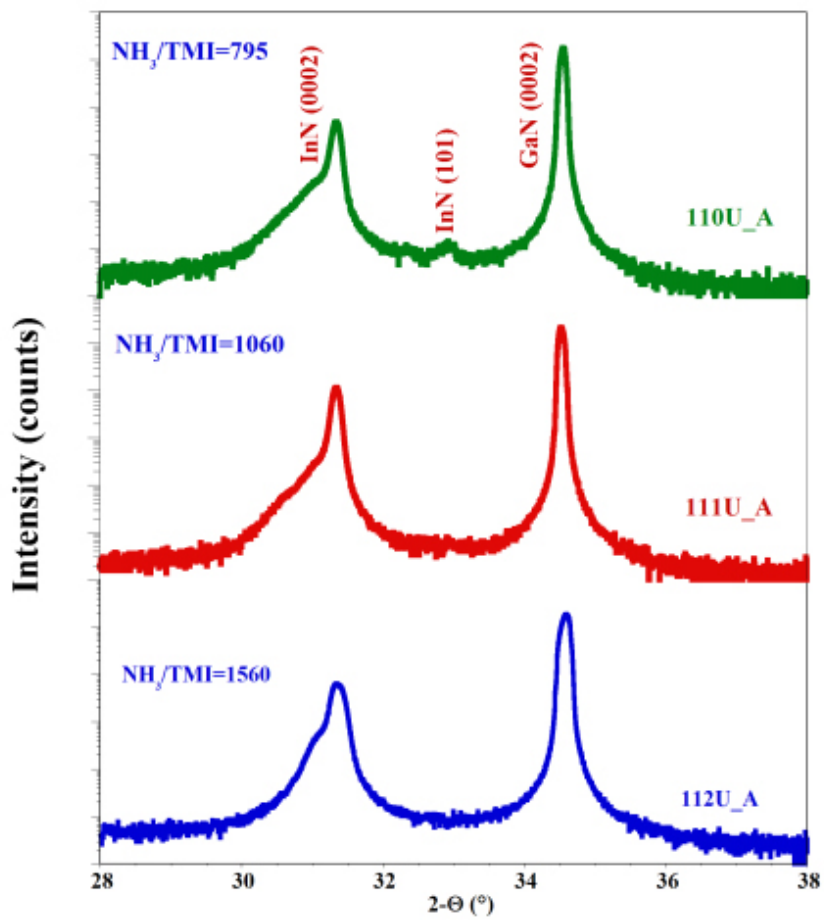 NH₃/TMI=795
InN (0002)
InN (101)
GaN (0002)
110U_A
NH₃/TMI=1060
111U_A
NH₃/TMI=1560
112U_A
Intensity (counts)
28 30 32 34 36 38
2-Θ (°)